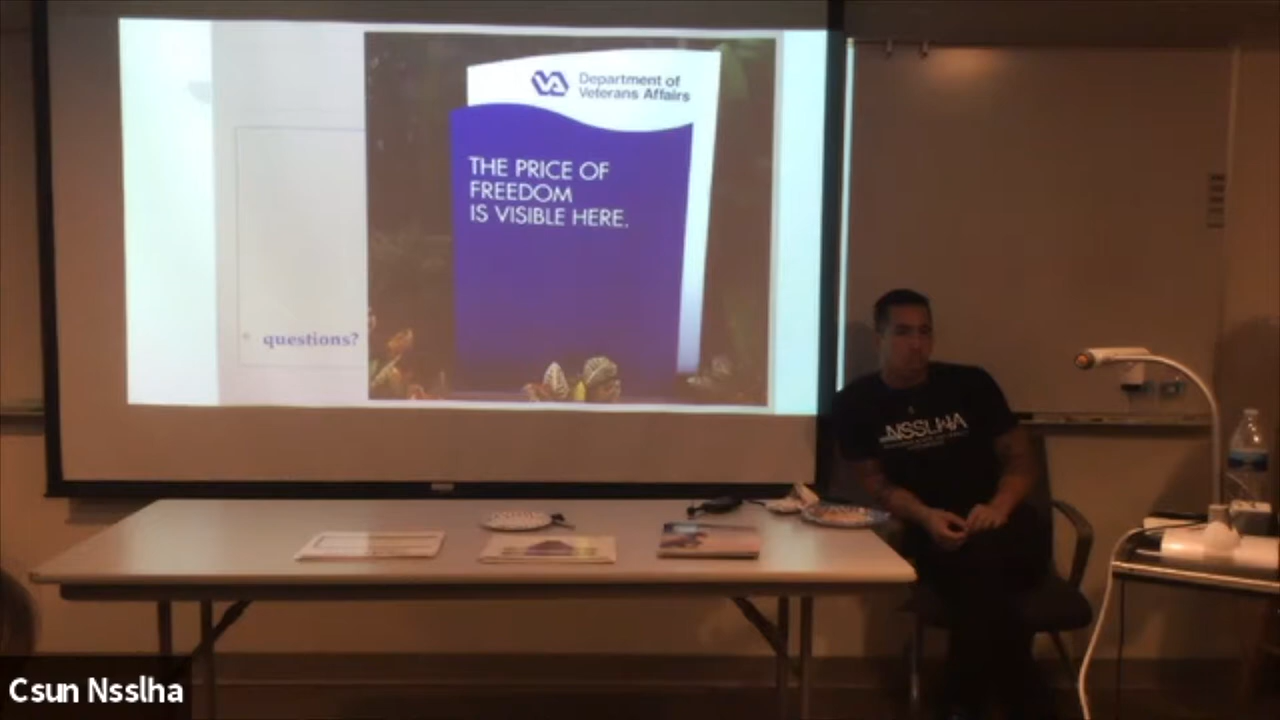 Department of
Veterans Affairs
THE PRICE OF
FREEDOM
IS VISIBLE HERE.
questions?
NSSLHA
Csun Nsslha